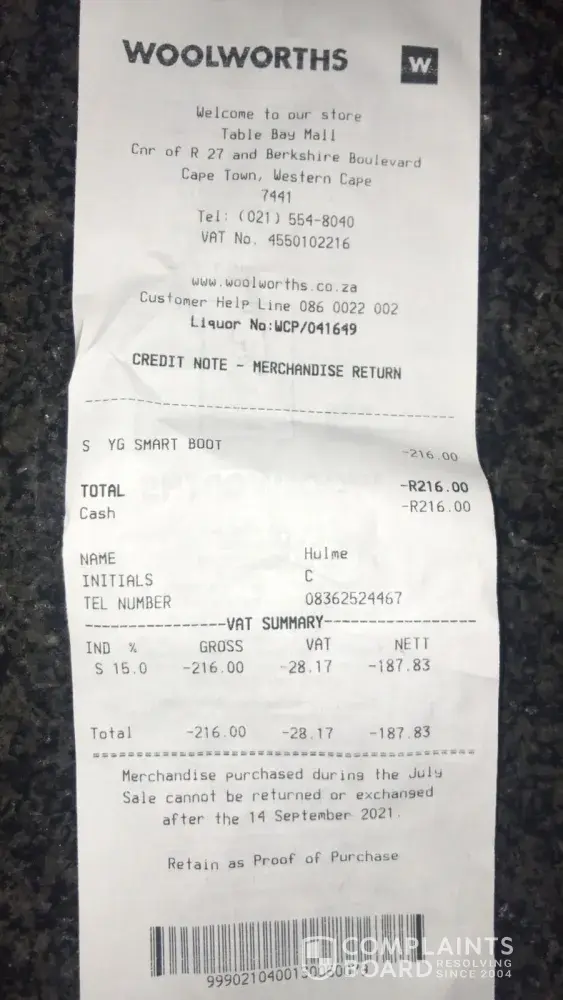 WOOLWORTHS W
Welcome to our store
Table Bay Mall
Cnr of R 27 and Berkshire Boulevard
Cape Town, Western Cape
7441
Tel: (021) 554-8040
VAT No. 4550102216
www.woolworths.co.za
Customer Help Line 086 0022 002
Liquor No:WCP/041649
CREDIT NOTE - MERCHANDISE RETURN
S YG SMART BOOT -216.00
TOTAL -R216.00
Cash -R216.00
NAME Hulme
INITIALS C
TEL NUMBER 08362524467
---------------VAT SUMMARY----------------
IND % GROSS VAT NETT
S 15.0 -216.00 -28.17 -187.83
Total -216.00 -28.17 -187.83
Merchandise purchased during the July
Sale cannot be returned or exchanged
after the 14 September 2021.
Retain as Proof of Purchase
COMPLAINTS
BOARD RESOLVING
SINCE 2004